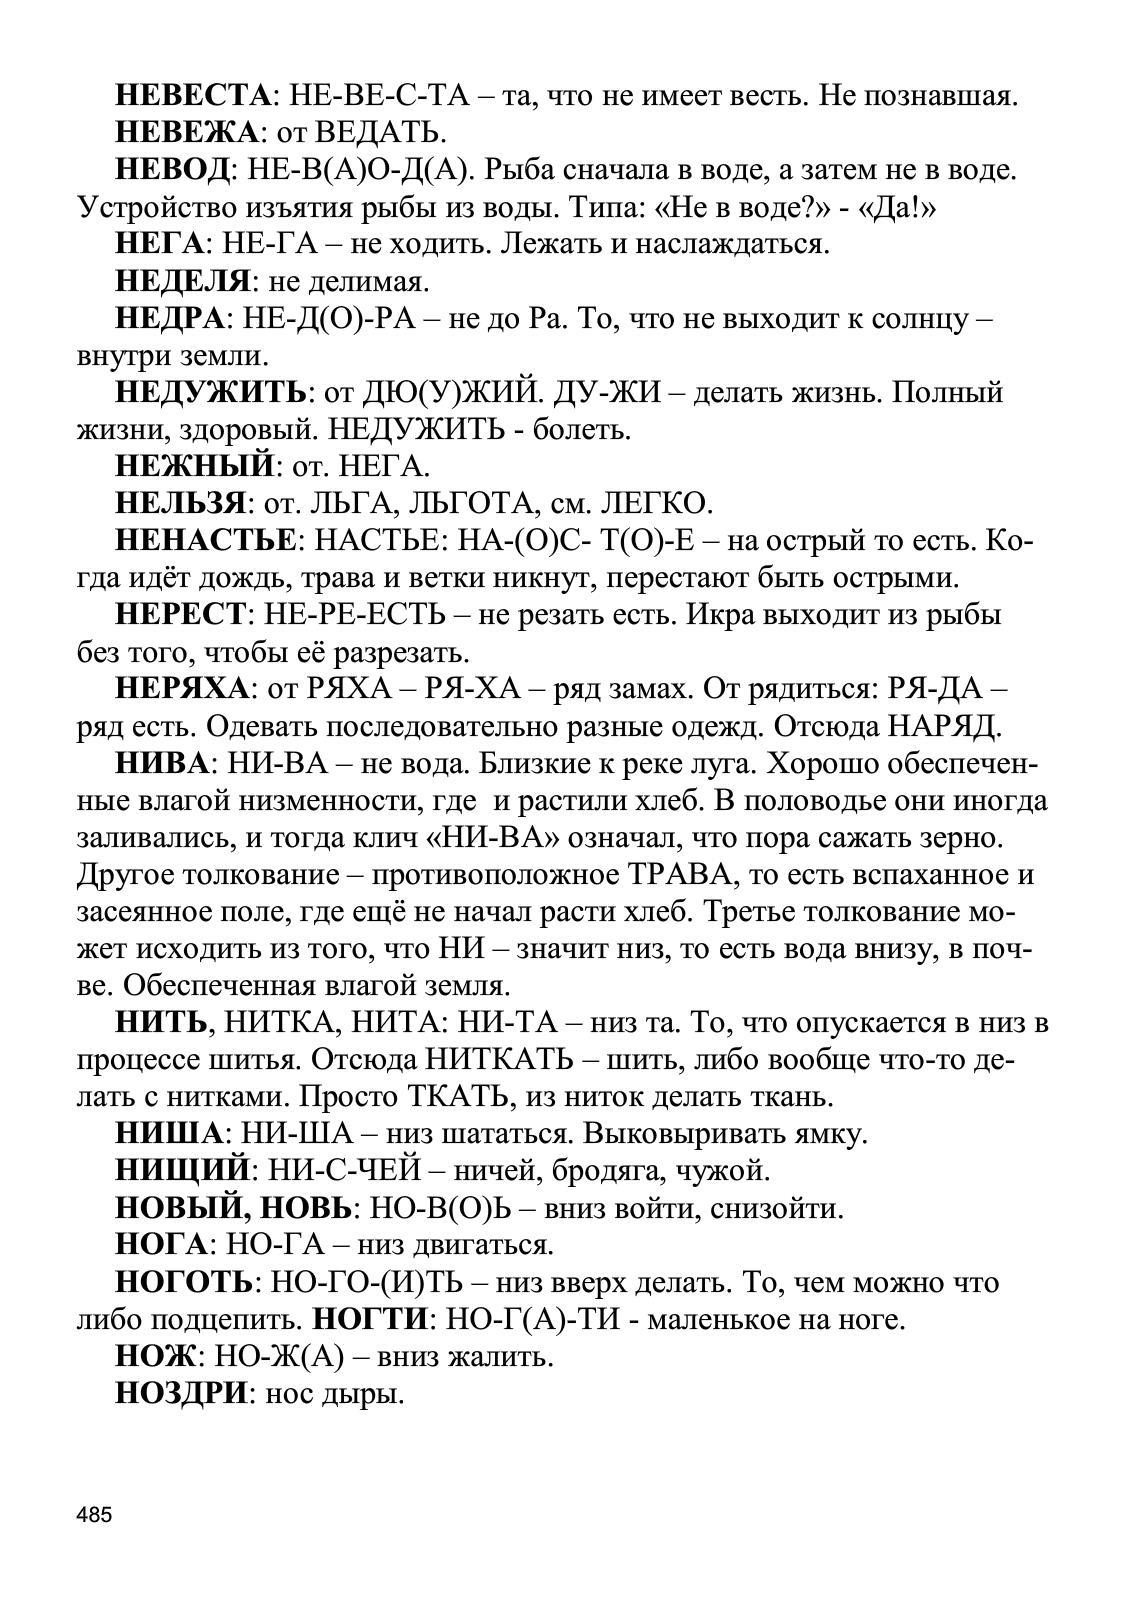 НЕВЕСТА: НЕ-ВЕ-С-ТА – та, что не имеет весть. Не познавшая.
НЕВЕЖА: от ВЕДАТЬ.
НЕВОД: НЕ-В(А)О-Д(А). Рыба сначала в воде, а затем не в воде.
Устройство изъятия рыбы из воды. Типа: «Не в воде?» - «Да!»
НЕГА: НЕ-ГА – не ходить. Лежать и наслаждаться.
НЕДЕЛЯ: не делимая.
НЕДРА: НЕ-Д(О)-РА – не до Ра. То, что не выходит к солнцу –
внутри земли.
НЕДУЖИТЬ: от ДЮ(У)ЖИЙ. ДУ-ЖИ – делать жизнь. Полный
жизни, здоровый. НЕДУЖИТЬ - болеть.
НЕЖНЫЙ: от. НЕГА.
НЕЛЬЗЯ: от. ЛЬГА, ЛЬГОТА, см. ЛЕГКО.
НЕНАСТЬЕ: НАСТЬЕ: НА-(О)С- Т(О)-Е – на острый то есть. Ко-
гда идёт дождь, трава и ветки никнут, перестают быть острыми.
НЕРЕСТ: НЕ-РЕ-ЕСТЬ – не резать есть. Икра выходит из рыбы
без того, чтобы её разрезать.
НЕРЯХА: от РЯХА – РЯ-ХА – ряд замах. От рядиться: РЯ-ДА –
ряд есть. Одевать последовательно разные одежд. Отсюда НАРЯД.
НИВА: НИ-ВА – не вода. Близкие к реке луга. Хорошо обеспечен-
ные влагой низменности, где  и растили хлеб. В половодье они иногда
заливались, и тогда клич «НИ-ВА» означал, что пора сажать зерно.
Другое толкование – противоположное ТРАВА, то есть вспаханное и
засеянное поле, где ещё не начал расти хлеб. Третье толкование мо-
жет исходить из того, что НИ – значит низ, то есть вода внизу, в поч-
ве. Обеспеченная влагой земля.
НИТЬ, НИТКА, НИТА: НИ-ТА – низ та. То, что опускается в низ в
процессе шитья. Отсюда НИТКАТЬ – шить, либо вообще что-то де-
лать с нитками. Просто ТКАТЬ, из ниток делать ткань.
НИША: НИ-ША – низ шататься. Выковыривать ямку.
НИЩИЙ: НИ-С-ЧЕЙ – ничей, бродяга, чужой.
НОВЫЙ, НОВЬ: НО-В(О)Ь – вниз войти, снизойти.
НОГА: НО-ГА – низ двигаться.
НОГОТЬ: НО-ГО-(И)ТЬ – низ вверх делать. То, чем можно что
либо подцепить. НОГТИ: НО-Г(А)-ТИ - маленькое на ноге.
НОЖ: НО-Ж(А) – вниз жалить.
НОЗДРИ: нос дыры.
485